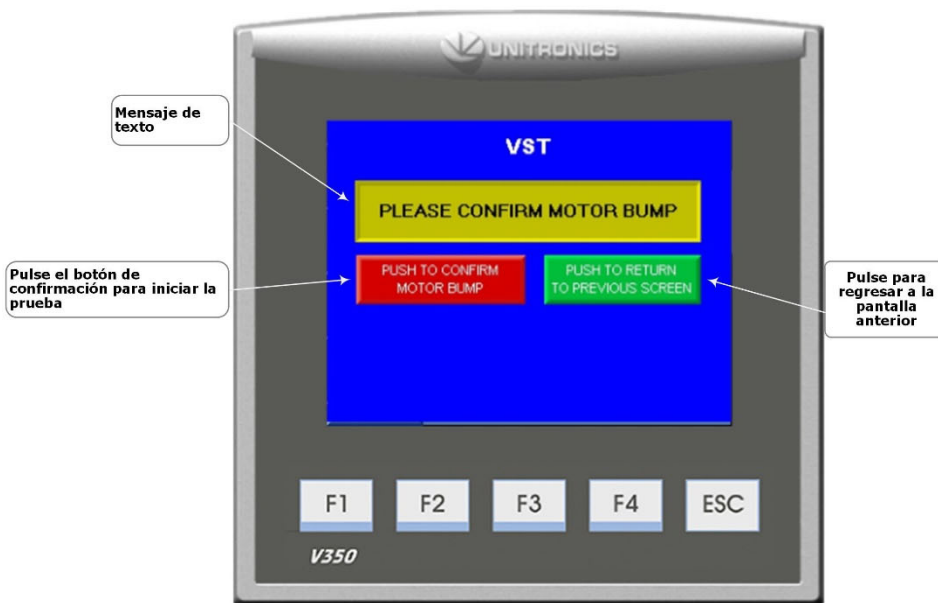 UNITRONICS
Mensaje de
texto
VST
PLEASE CONFIRM MOTOR BUMP
Pulse el botón de
confirmación para iniciar la
prueba
PUSH TO CONFIRM
MOTOR BUMP
PUSH TO RETURN
TO PREVIOUS SCREEN
Pulse para
regresar a la
pantalla
anterior
F1
F2
F3
F4
ESC
V350